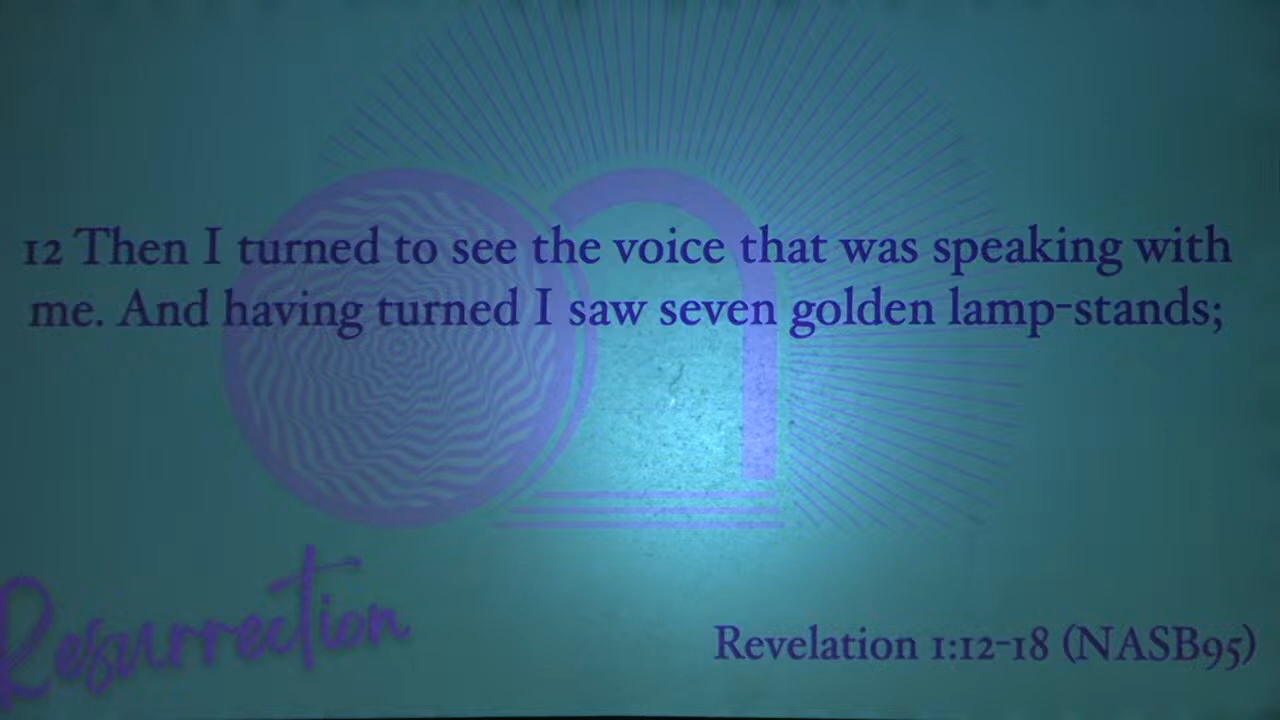 12 Then I turned to see the voice that was speaking with
me. And having turned I saw seven golden lamp-stands;
Resurrection
Revelation 1:12-18 (NASB95)